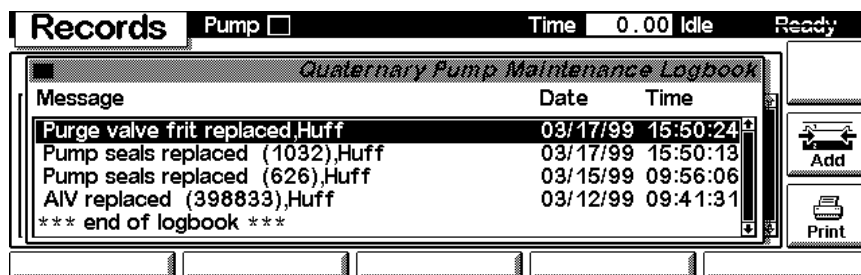 Records Pump Time 0.00 Idle Ready
Quaternary Pump Maintenance Logbook
Message Date Time
Purge valve frit replaced,Huff 03/17/99 15:50:24
Pump seals replaced (1032),Huff 03/17/99 15:50:13
Pump seals replaced (626),Huff 03/15/99 09:56:06
AIV replaced (398833),Huff 03/12/99 09:41:31
*** end of logbook ***
Add
Print